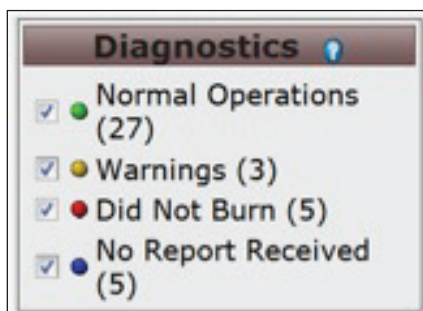 Diagnostics
Normal Operations
(27)
Warnings (3)
Did Not Burn (5)
No Report Received
(5)